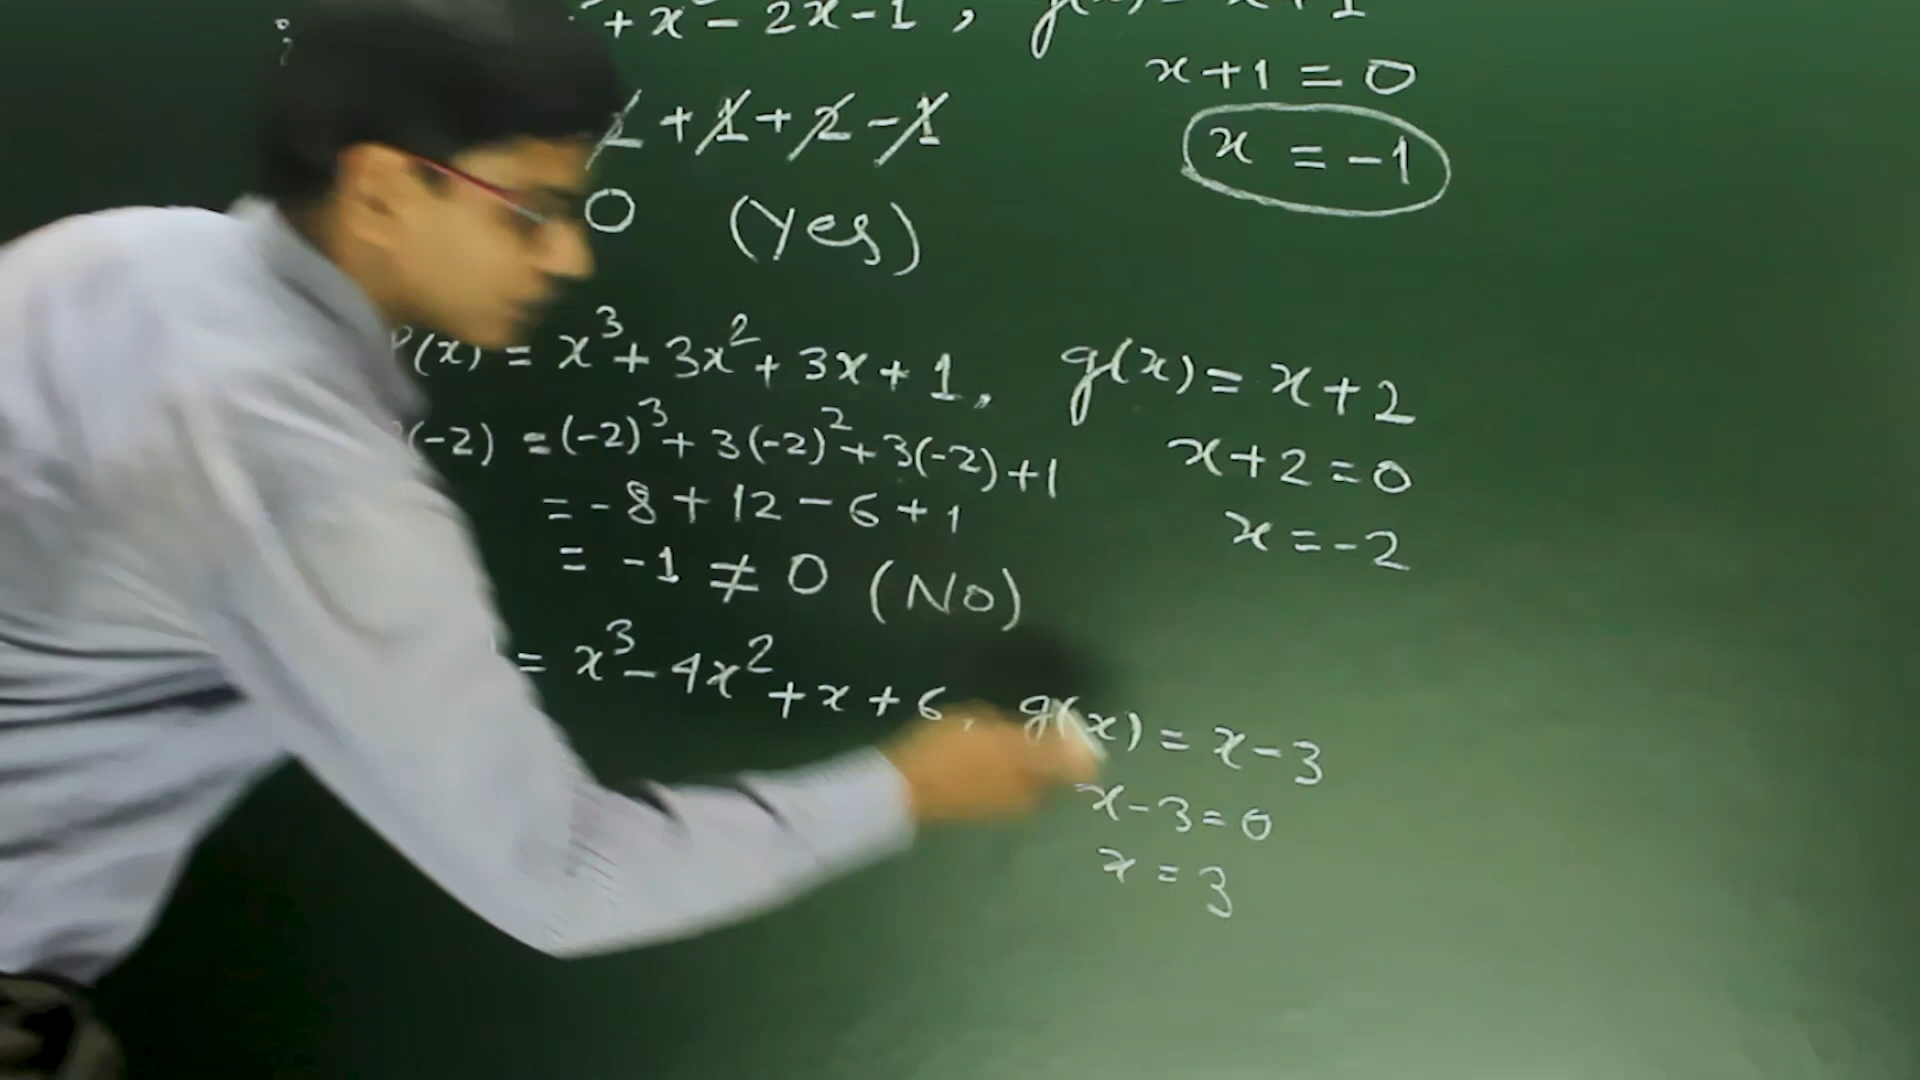 + x² - 2x - 1 , g(x) = x + 1
x + 1 = 0
+ 1 + 2 - 1
x = -1
0 (Yes)
P(x) = x³ + 3x² + 3x + 1 , g(x) = x + 2
(-2) = (-2)³ + 3(-2)² + 3(-2) + 1
x + 2 = 0
= - 8 + 12 - 6 + 1
x = -2
= -1 ≠ 0 (No)
= x³ - 4x² + x + 6 , g(x) = x - 3
x - 3 = 0
x = 3